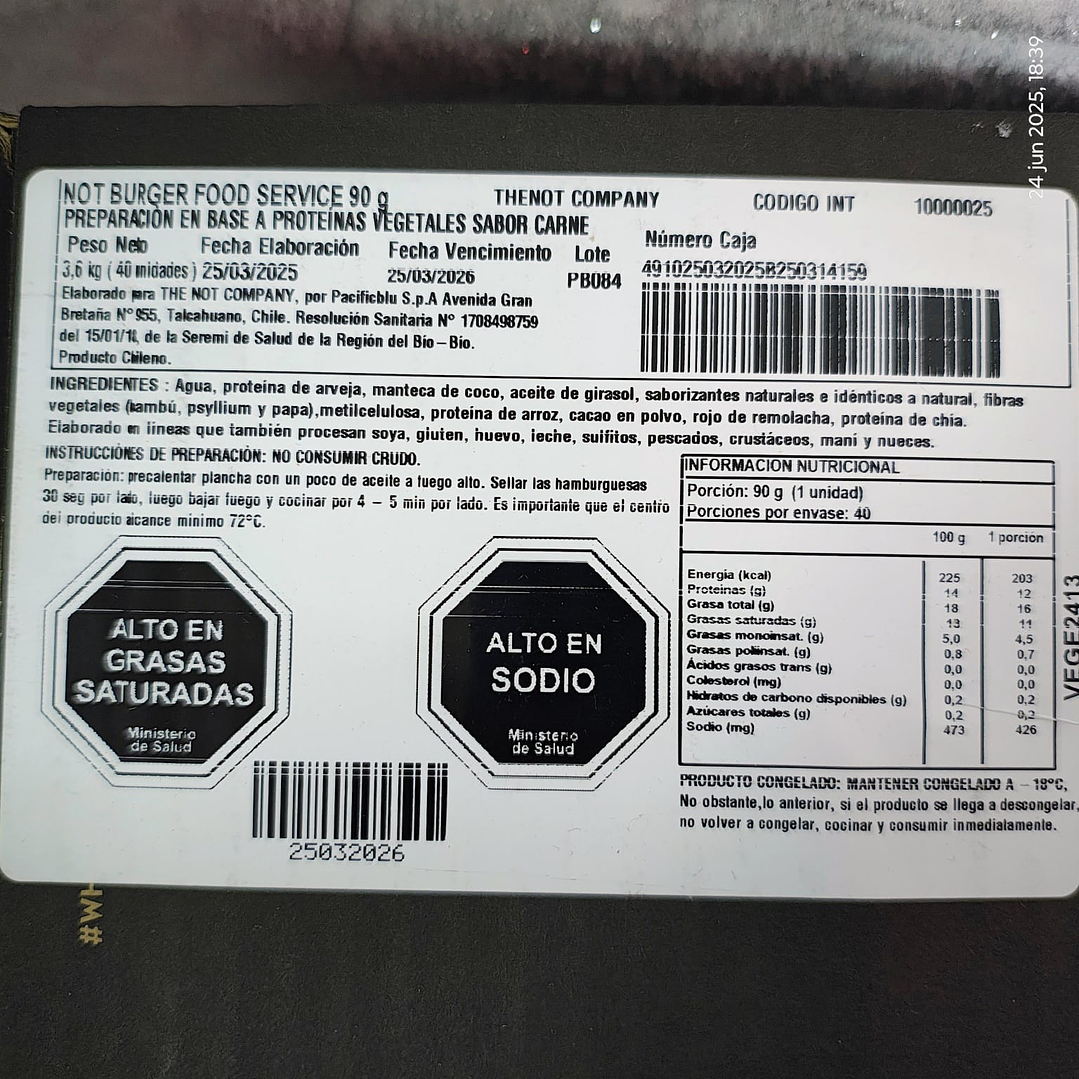 24 jun 2025, 18:39
NOT BURGER FOOD SERVICE 90 g THENOT COMPANY CODIGO INT 10000025
PREPARACIÓN EN BASE A PROTEÍNAS VEGETALES SABOR CARNE
Peso Neto Fecha Elaboración Fecha Vencimiento Lote Número Caja
3,6 kg ( 40 unidades ) 25/03/2025 25/03/2026 PB084 491025032025B250314159
Elaborado para THE NOT COMPANY, por Pacificblu S.p.A Avenida Gran
Bretaña N° 955, Talcahuano, Chile. Resolución Sanitaria N° 1708498759
del 15/01/18, de la Seremi de Salud de la Región del Bio – Bio.
Producto Chileno.
INGREDIENTES : Agua, proteína de arveja, manteca de coco, aceite de girasol, saborizantes naturales e idénticos a natural, fibras
vegetales (bambú, psyllium y papa),metilcelulosa, proteína de arroz, cacao en polvo, rojo de remolacha, proteína de chia.
Elaborado en líneas que también procesan soya, gluten, huevo, leche, sulfitos, pescados, crustáceos, maní y nueces.
INSTRUCCIONES DE PREPARACIÓN: NO CONSUMIR CRUDO.
Preparación: precalentar plancha con un poco de aceite a fuego alto. Sellar las hamburguesas
30 seg por lado, luego bajar fuego y cocinar por 4 – 5 min por lado. Es importante que el centro
del producto alcance mínimo 72°C.
ALTO EN
GRASAS
SATURADAS
Ministerio
de Salud
ALTO EN
SODIO
Ministerio
de Salud
25032026
INFORMACION NUTRICIONAL
Porción: 90 g (1 unidad)
Porciones por envase: 40
100 g 1 porción
Energía (kcal) 225 203
Proteínas (g) 14 12
Grasa total (g) 18 16
Grasas saturadas (g) 13 11
Grasas monoinsat. (g) 5,0 4,5
Grasas poliinsat. (g) 0,8 0,7
Ácidos grasos trans (g) 0,0 0,0
Colesterol (mg) 0,0 0,0
Hidratos de carbono disponibles (g) 0,2 0,2
Azúcares totales (g) 0,2 0,2
Sodio (mg) 473 426
VEGE2413
PRODUCTO CONGELADO: MANTENER CONGELADO A – 18°C,
No obstante,lo anterior, si el producto se llega a descongelar,
no volver a congelar, cocinar y consumir inmediatamente.
#WH